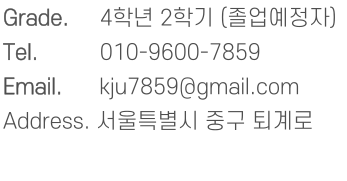 Grade. 4학년 2학기 (졸업예정자)
Tel. 010-9600-7859
Email. kju7859@gmail.com
Address. 서울특별시 중구 퇴계로